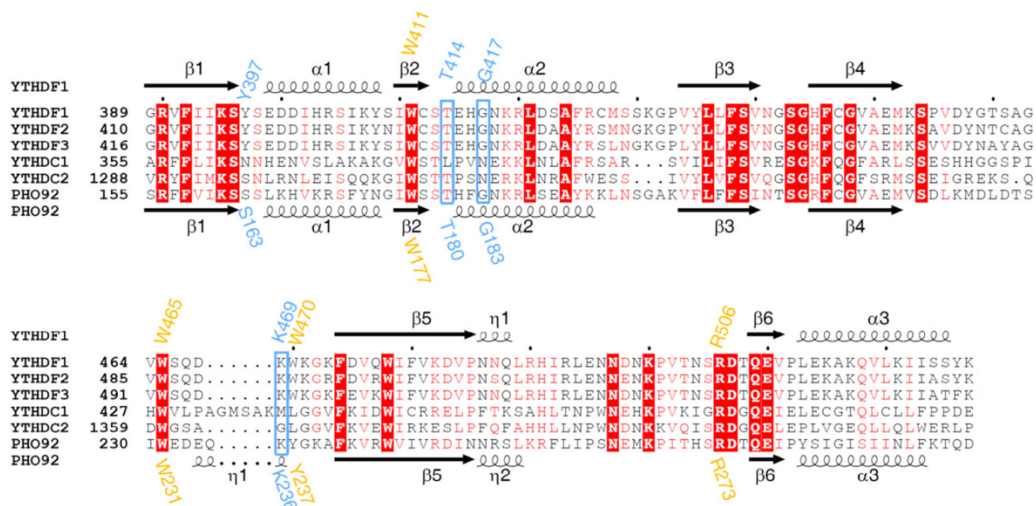 W411 T414 G417
Y397
YTHDF1 β1 α1 β2 α2 β3 β4
YTHDF1 389 GRVFIIKSYSEDDIHRSIKYSIWCSTEHGNKRLDSAFRCMSSKGPVYLLFSVNGSGHFCGVAEMKSPVDYGTSAG
YTHDF2 410 GRVFIIKSYSEDDIHRSIKYNIWCSTEHGNKRLDAAYRSMNGKGPVYLLFSVNGSGHFCGVAEMKSAVDYNTCAG
YTHDF3 416 GRVFIIKSYSEDDIHRSIKYSIWCSTEHGNKRLDAAYRSLNGKGPLYLLFSVNGSGHFCGVAEMKSVVDYNAYAG
YTHDC1 355 ARFFLIKSNNHENVSLAKAKGVWSTLPVNEKKLNLAFRSAR...SVILIFSVRESGKFQGFARLSSESHHGGSPI
YTHDC2 1288 VRYFIMKSSNLRNLEISQQKGIWSTTPSNERKLNRAFWESS...IVYLVFSVQGSGHFQGFSRMSSEIGREKSQ.
PHO92 155 SRFFVIKSSSLKHVKRSFYNGIWSSTHFGNKRLSEAYKKLNSGAKVFLFFSINTSGRFCGVAEMVSDLKMDLDTS
PHO92 β1 α1 β2 α2 β3 β4
S163
W177 T180 G183
W465 K469 W470 R506
YTHDF1 β5 η1 β6 α3
YTHDF1 464 VWSQD......KWKGKFDVQWIFVKDVPNNQLRHIRLENNDNKPVTNSRDTQEVPLEKAKQVLKIISSYK
YTHDF2 485 VWSQD......KWKGRFDVRWIFVKDVPNSQLRHIRLENNENKPVTNSRDTQEVPLEKAKQVLKIIASYK
YTHDF3 491 VWSQD......KWKGKFEVKWIFVKDVPNNQLRHIRLENNDNKPVTNSRDTQEVPLEKAKQVLKIIATFK
YTHDC1 427 HWVLPAGMSAKMLGGVFKIDWICRRELPFTKSAHLTNPWNEHKPVKIGRDGQEIELECGTQLCLLFPPDE
YTHDC2 1359 DWGSA......GLGGVFKVEWIRKESLPFQFAHHLLNPWNDNKKVQISRDGQELEPQVGEQLLQLWERLP
PHO92 230 IWEDEQ.....KYGKAFKVRWVIVRDINNRSLKRFLIPSNEMKPITHSRDTQEIPYSIGISIINLFKTQD
PHO92 η1 β5 η2 β6 α3
W231 K236 Y237 R273